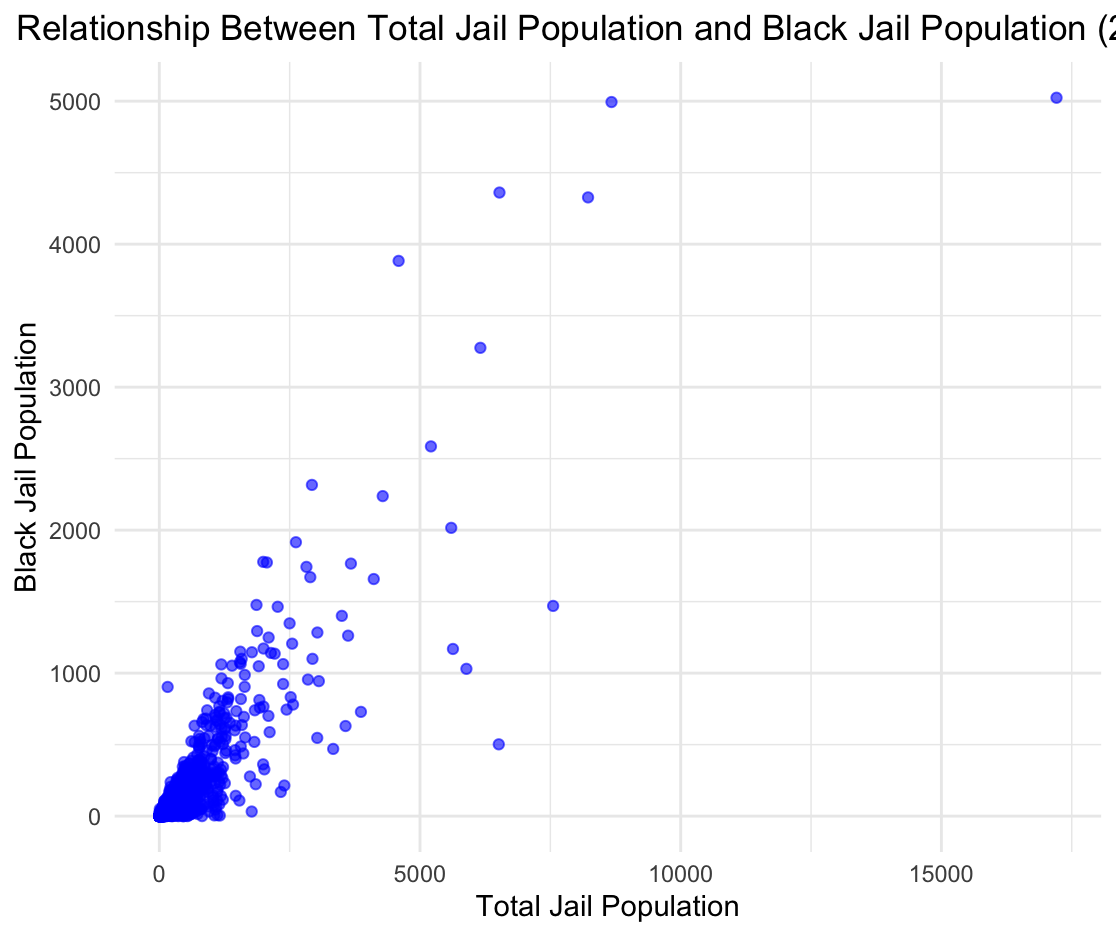 Relationship Between Total Jail Population and Black Jail Population (2
5000
4000
3000
2000
1000
0
Black Jail Population
0 5000 10000 15000
Total Jail Population